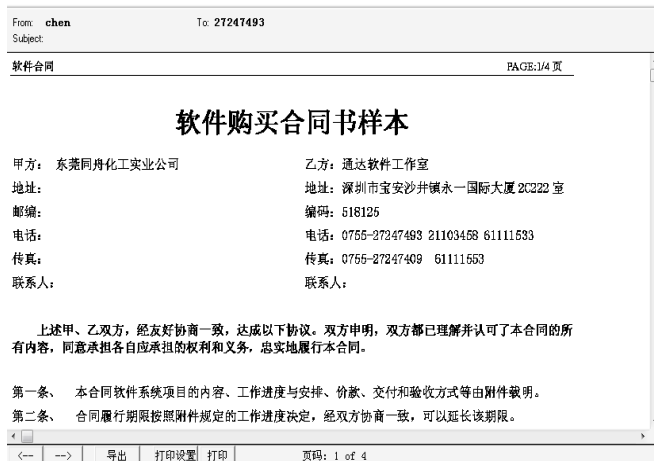 From: chen To: 27247493
Subject:
软件合同 PAGE:1/4 页
软件购买合同书样本
甲方: 东莞同舟化工实业公司 乙方: 通达软件工作室
地址: 地址: 深圳市宝安沙井镇永一国际大厦 2C222 室
邮编: 编码: 518125
电话: 电话: 0755-27247493 21103458 61111533
传真: 传真: 0755-27247409 61111553
联系人: 联系人:
上述甲、乙双方, 经友好协商一致, 达成以下协议。双方申明, 双方都已理解并认可了本合同的所
有内容, 同意承担各自应承担的权利和义务, 忠实地履行本合同。
第一条、 本合同软件系统项目的内容、工作进度与安排、价款、交付和验收方式等由附件载明。
第二条、 合同履行期限按照附件规定的工作进度决定, 经双方协商一致, 可以延长该期限。
<-- --> 导出 打印设置 打印 页码: 1 of 4